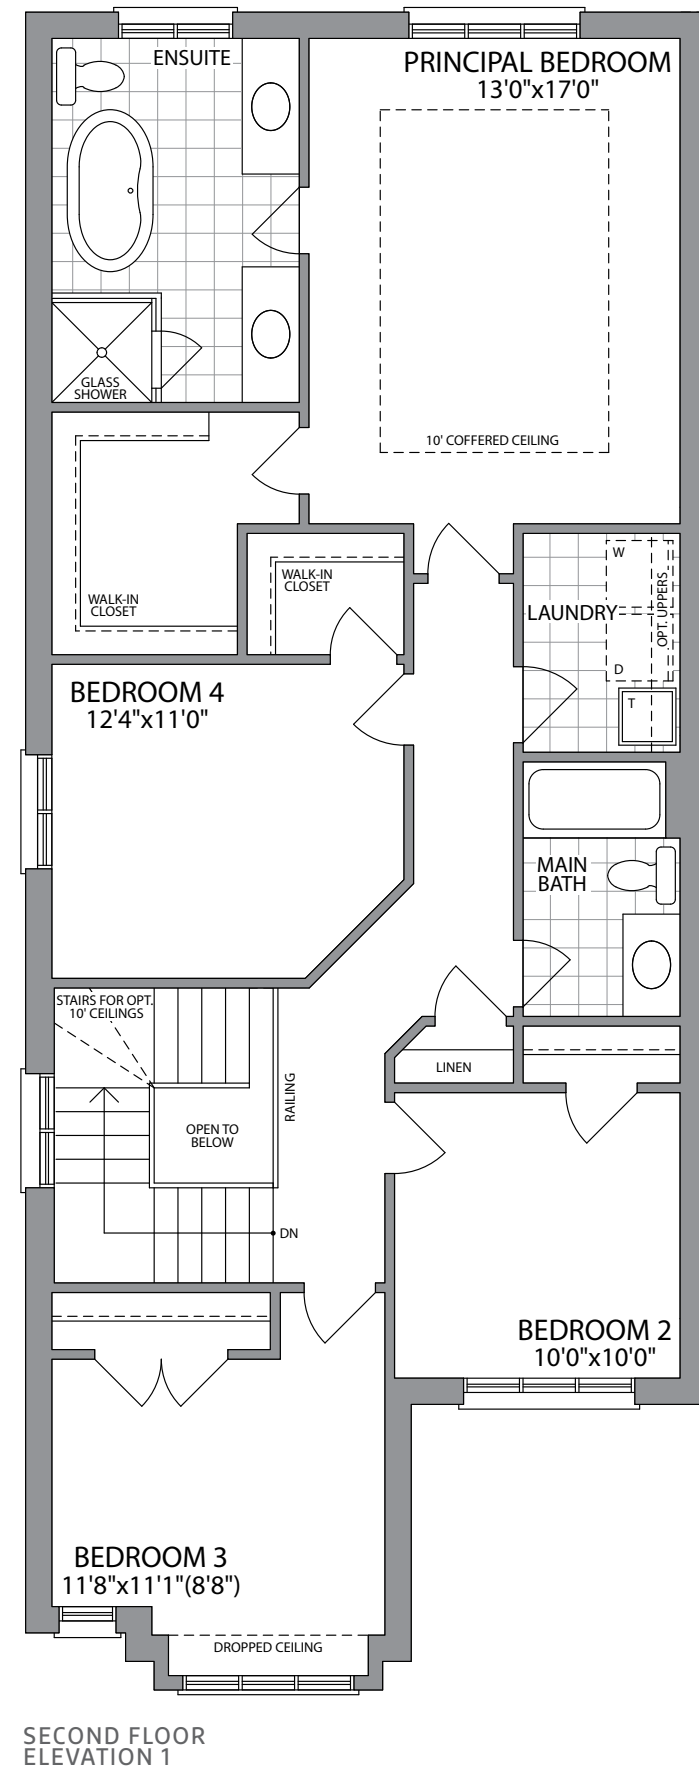 ENSUITE
PRINCIPAL BEDROOM
13'0"x17'0"
GLASS
SHOWER
10' COFFERED CEILING
WALK-IN
CLOSET
WALK-IN
CLOSET
W
LAUNDRY
OPT. UPPERS
D
T
BEDROOM 4
12'4"x11'0"
MAIN
BATH
STAIRS FOR OPT.
10' CEILINGS
LINEN
RAILING
OPEN TO
BELOW
DN
BEDROOM 2
10'0"x10'0"
BEDROOM 3
11'8"x11'1"(8'8")
DROPPED CEILING
SECOND FLOOR
ELEVATION 1